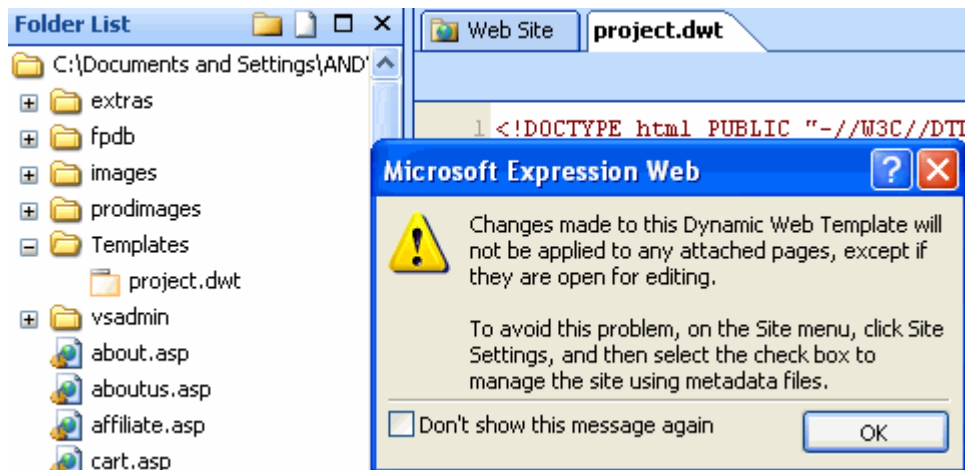 Folder List
C:\Documents and Settings\AND
extras
fpdb
images
prodimages
Templates
project.dwt
vsadmin
about.asp
aboutus.asp
affiliate.asp
cart.asp
Web Site project.dwt
1 <!DOCTYPE html PUBLIC "-//W3C//DTD
Microsoft Expression Web
Changes made to this Dynamic Web Template will
not be applied to any attached pages, except if
they are open for editing.
To avoid this problem, on the Site menu, click Site
Settings, and then select the check box to
manage the site using metadata files.
Don't show this message again
OK